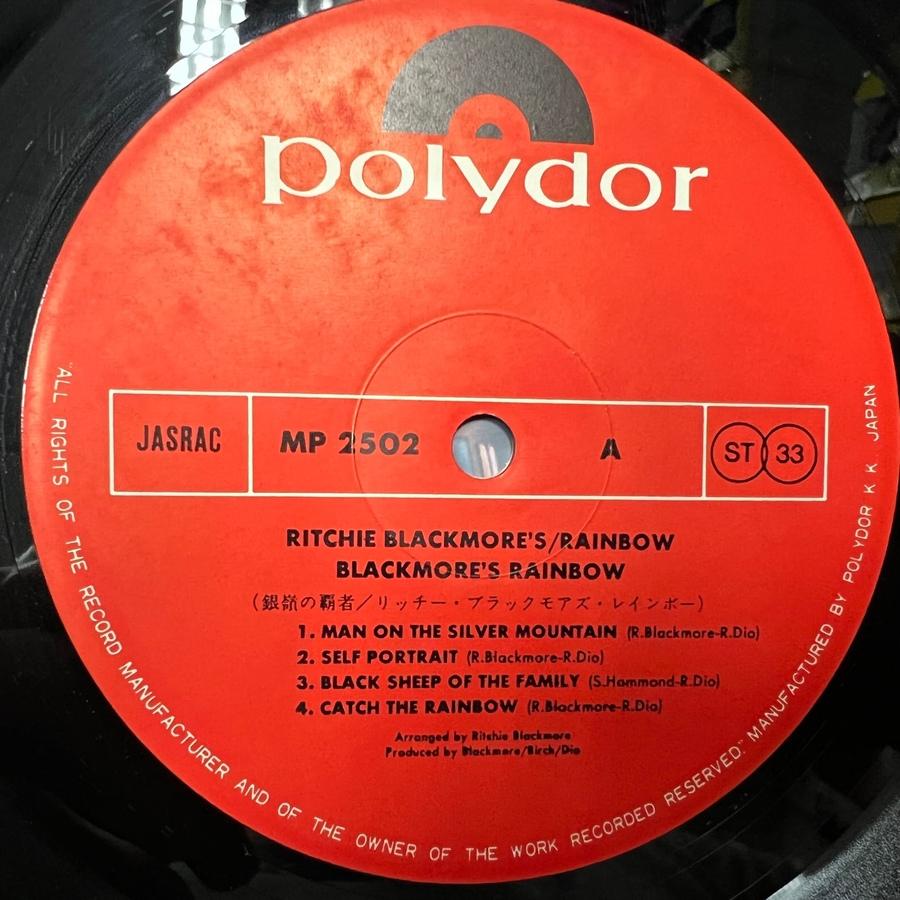 polydor
JASRAC
MP 2502
A
ST 33
RITCHIE BLACKMORE'S/RAINBOW
BLACKMORE'S RAINBOW
(銀嶺の覇者/リッチー・ブラックモアズ・レインボー)
1. MAN ON THE SILVER MOUNTAIN (R.Blackmore-R.Dio)
2. SELF PORTRAIT (R.Blackmore-R.Dio)
3. BLACK SHEEP OF THE FAMILY (S.Hammond-R.Dio)
4. CATCH THE RAINBOW (R.Blackmore-R.Dio)
Arranged by Ritchie Blackmore
Produced by Blackmore/Birch/Dio
"ALL RIGHTS OF THE RECORD MANUFACTURER AND OF THE OWNER OF THE WORK RECORDED RESERVED." MANUFACTURED BY POLYDOR K. K. JAPAN